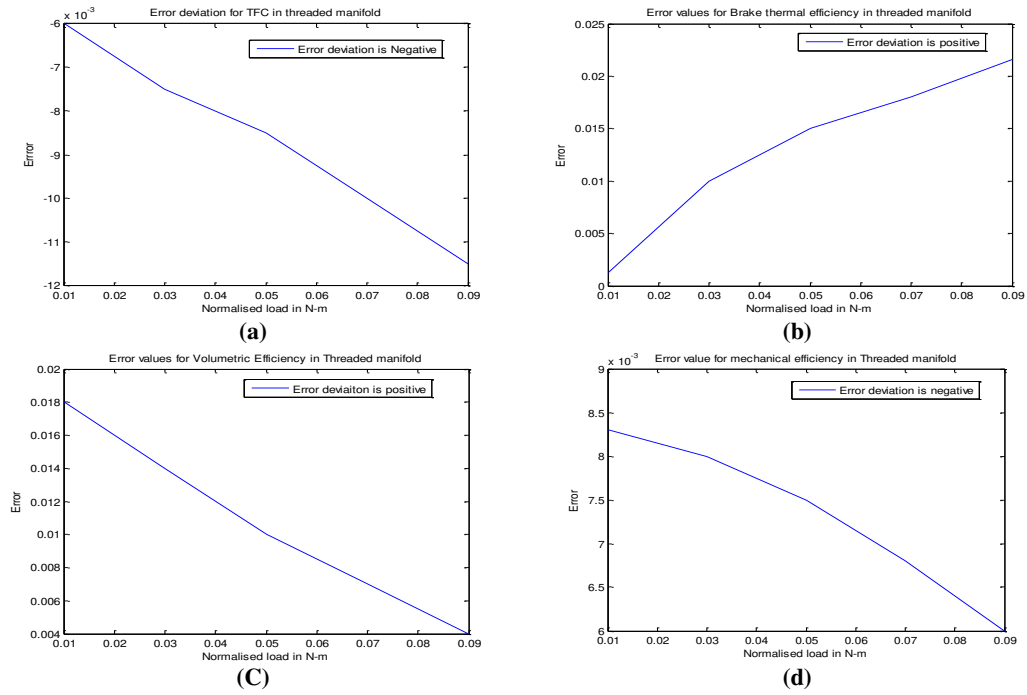 Error deviation for TFC in threaded manifold
x 10^-3
-6
-7
-8
-9
-10
-11
-12
Errror
Error deviation is Negative
0.01 0.02 0.03 0.04 0.05 0.06 0.07 0.08 0.09
Normalised load in N-m
(a)
Error values for Brake thermal efficiency in threaded manifold
0.025
0.02
0.015
0.01
0.005
0
Error
Error deviation is positive
0.01 0.02 0.03 0.04 0.05 0.06 0.07 0.08 0.09
Normalised load in N-m
(b)
Error values for Volumetric Efficiency in Threaded manifold
0.02
0.018
0.016
0.014
0.012
0.01
0.008
0.006
0.004
Error
Error deviaiton is positive
0.01 0.02 0.03 0.04 0.05 0.06 0.07 0.08 0.09
Normalised load in N-m
(C)
Error value for mechanical efficiency in Threaded manifold
x 10^-3
9
8.5
8
7.5
7
6.5
6
Error
Error deviation is negative
0.01 0.02 0.03 0.04 0.05 0.06 0.07 0.08 0.09
Normalised load in N-m
(d)